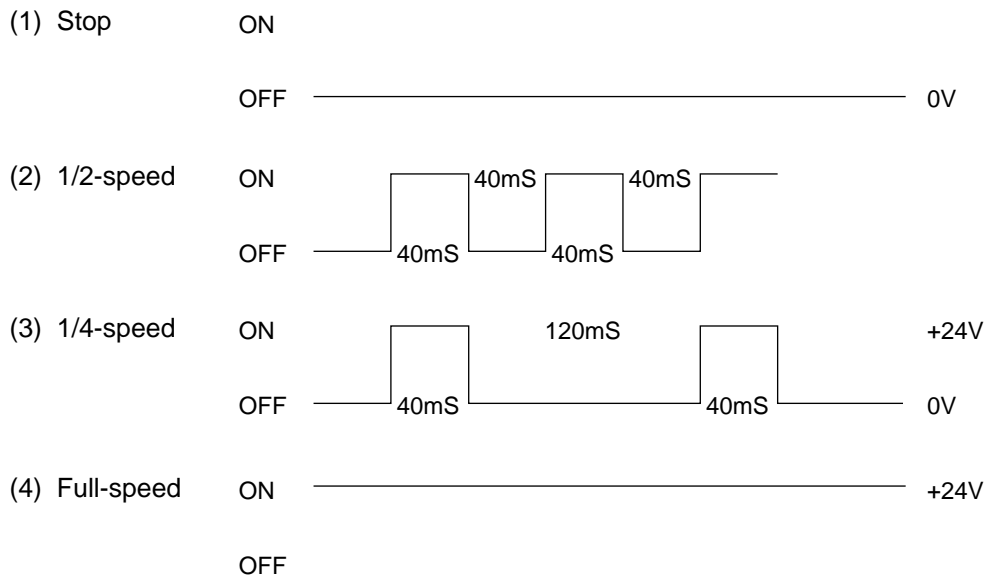 (1) Stop ON
OFF 0V
(2) 1/2-speed ON 40mS 40mS
OFF 40mS 40mS
(3) 1/4-speed ON 120mS +24V
OFF 40mS 40mS 0V
(4) Full-speed ON +24V
OFF